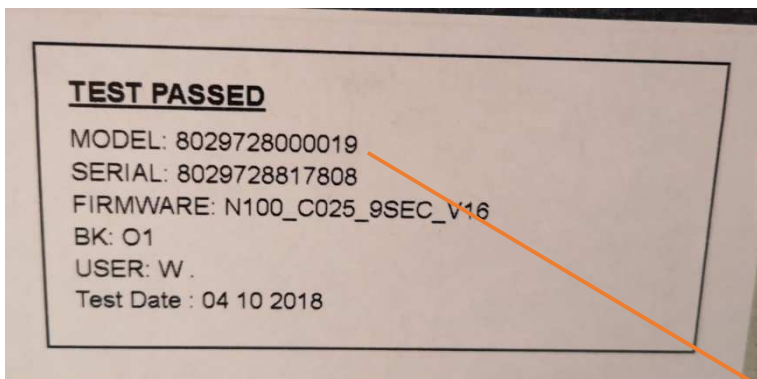 TEST PASSED
MODEL: 8029728000019
SERIAL: 8029728817808
FIRMWARE: N100_C025_9SEC_V16
BK: O1
USER: W .
Test Date : 04 10 2018